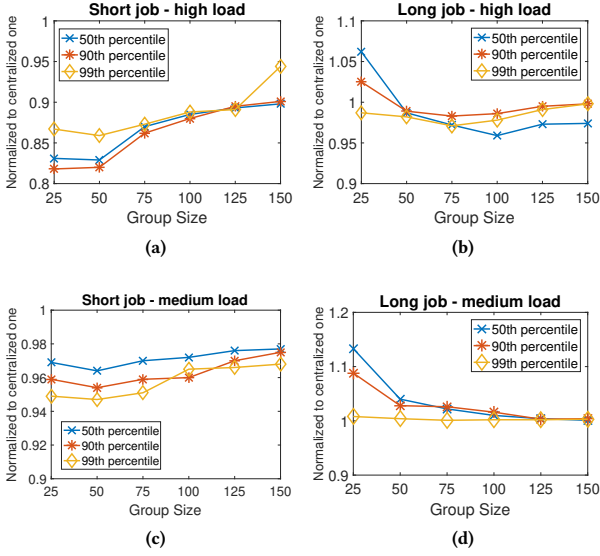 Short job - high load
Normalized to centralized one
1
0.95
0.9
0.85
0.8
50th percentile
90th percentile
99th percentile
25 50 75 100 125 150
Group Size
(a)
Long job - high load
Normalized to centralized one
1.1
1.05
1
0.95
0.9
50th percentile
90th percentile
99th percentile
25 50 75 100 125 150
Group Size
(b)
Short job - medium load
Normalized to centralized one
1
0.98
0.96
0.94
0.92
0.9
50th percentile
90th percentile
99th percentile
25 50 75 100 125 150
Group Size
(c)
Long job - medium load
Normalized to centralized one
1.2
1.1
1
0.9
50th percentile
90th percentile
99th percentile
25 50 75 100 125 150
Group Size
(d)